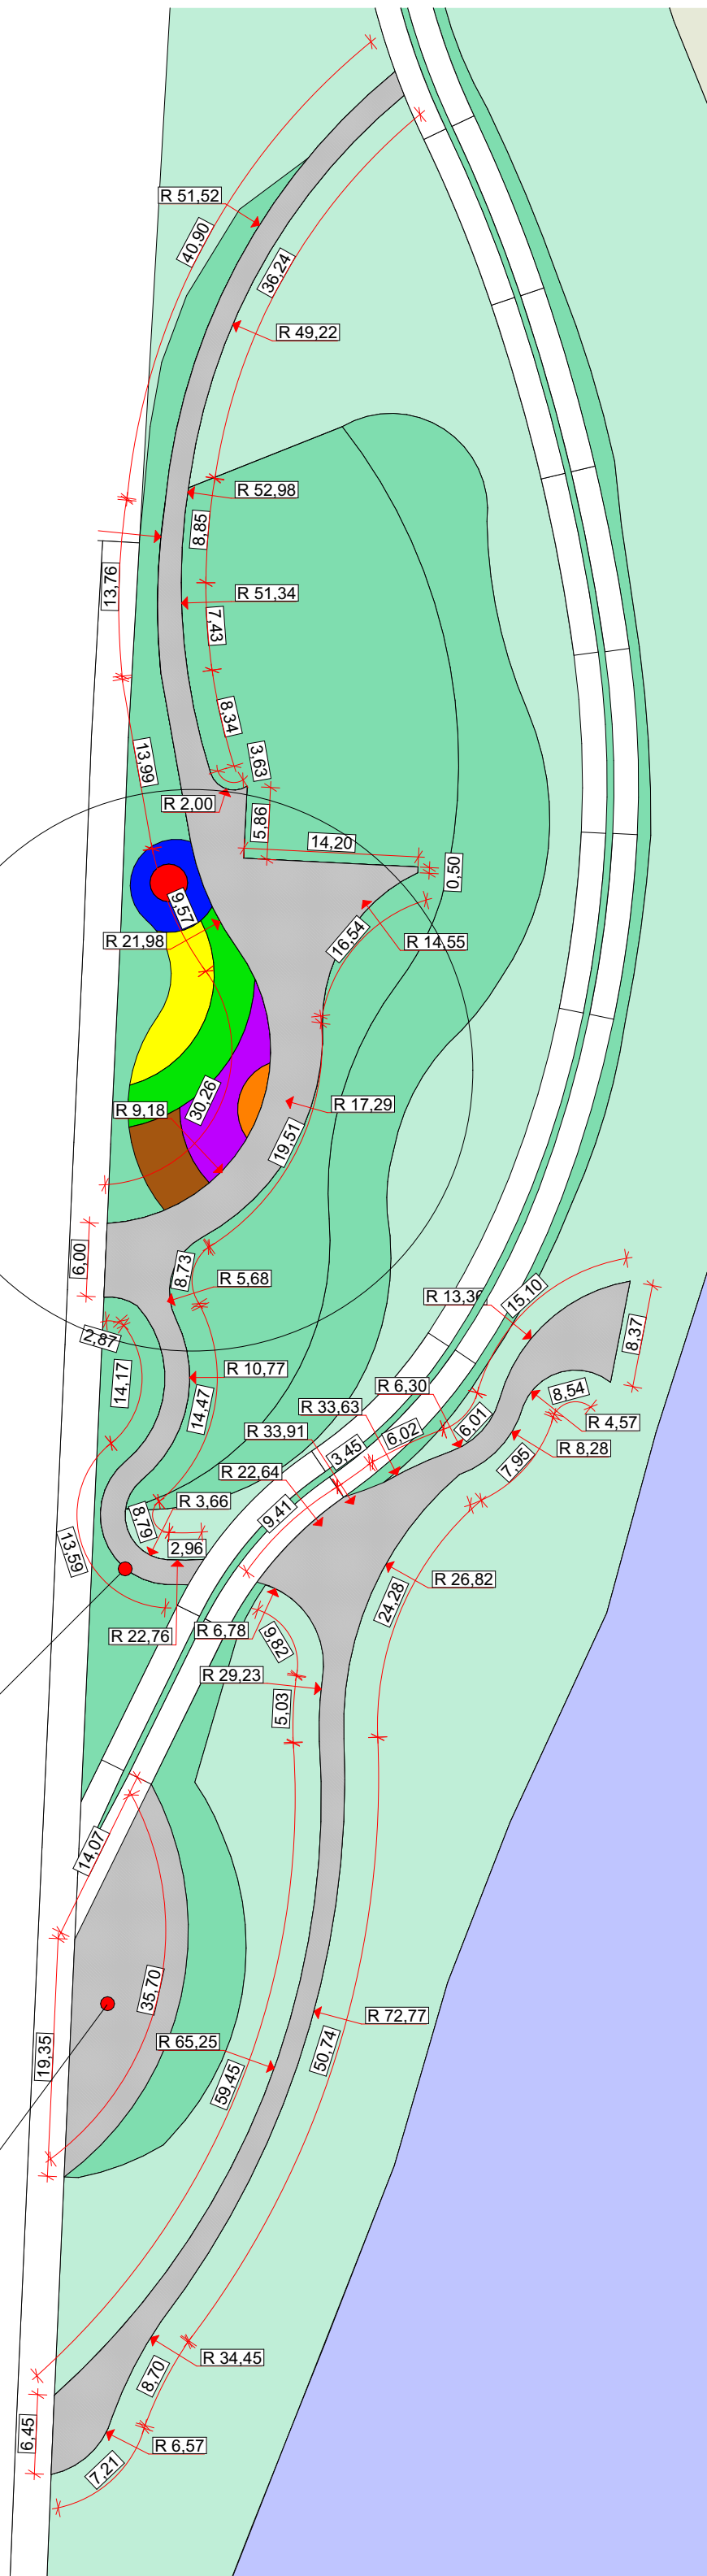 R 51,52
40,90
36,24
R 49,22
R 52,98
8,85
13,76
R 51,34
7,43
8,34
13,99
3,63
R 2,00
5,86
14,20
0,50
9,57
R 21,98
16,54
R 14,55
30,26
R 9,18
R 17,29
19,51
6,00
8,73
R 5,68
R 13,36
15,10
2,87
8,37
14,17
R 10,77
R 6,30
8,54
14,47
R 33,63
R 4,57
6,01
R 33,91
6,02
R 8,28
3,45
7,95
R 22,64
R 3,66
9,41
8,79
2,96
13,59
R 26,82
24,28
R 22,76
R 6,78
9,82
R 29,23
5,03
14,07
35,70
R 72,77
19,35
R 65,25
50,74
59,45
R 34,45
8,70
6,45
R 6,57
7,21